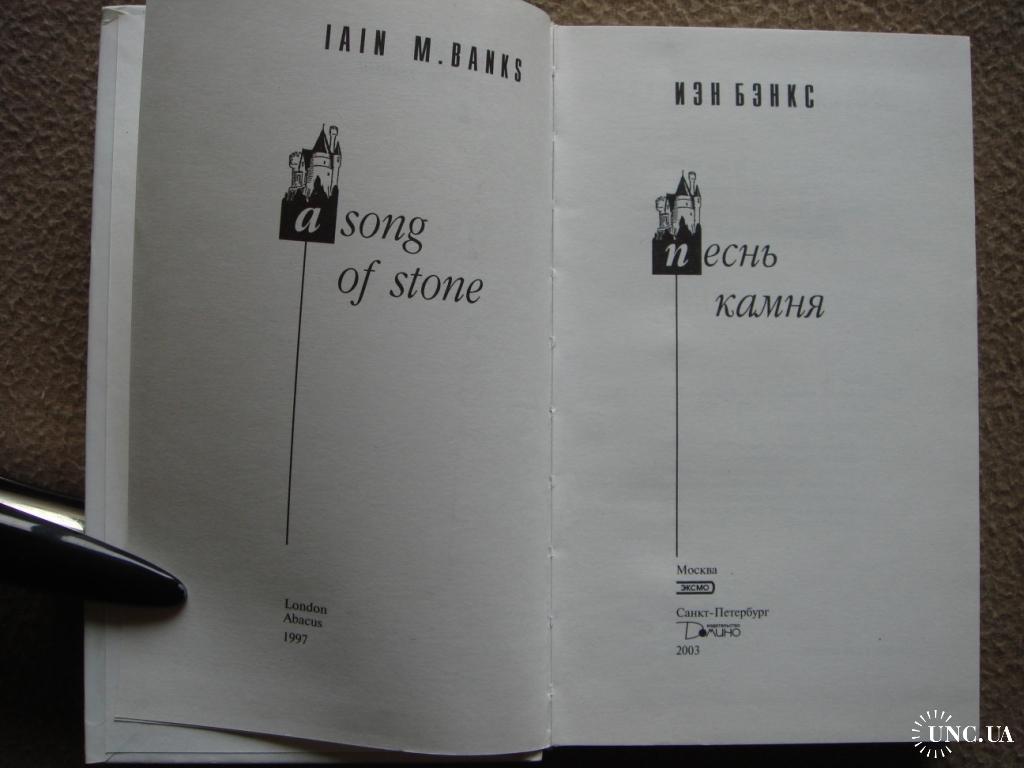 IAIN M. BANKS
a song
of stone
London
Abacus
1997
ИЭН БЭНКС
песнь
камня
Москва
ЭКСМО
Санкт-Петербург
издательство
Домино
2003
UNC.UA